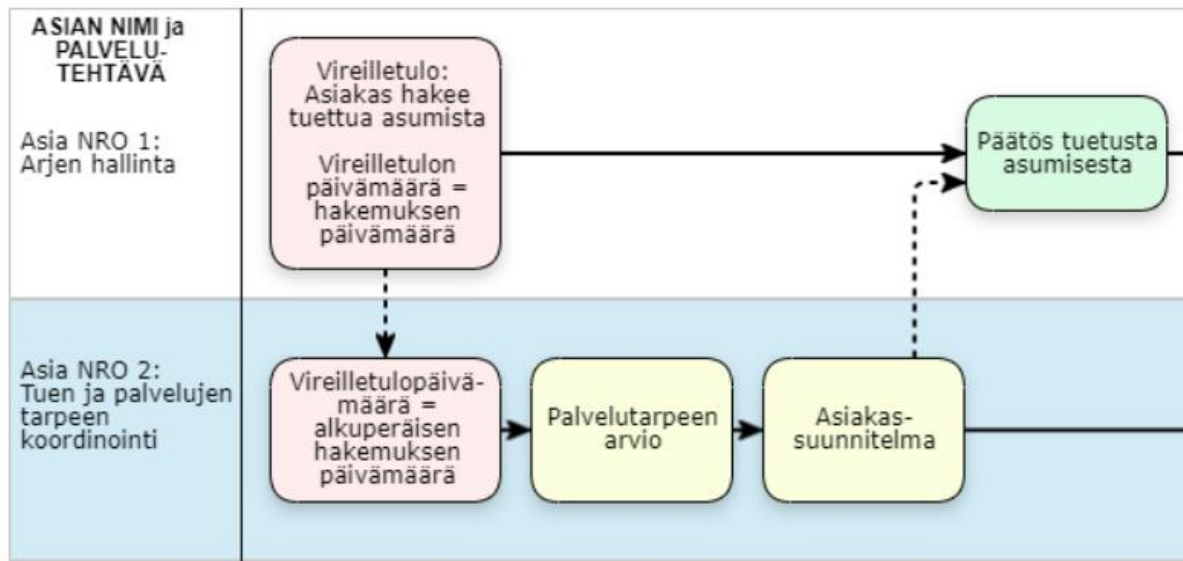 ASIAN NIMI ja
PALVELU-
TEHTÄVÄ
Asia NRO 1:
Arjen hallinta
Vireilletulo:
Asiakas hakee
tuettua asumista
Vireilletulon
päivämäärä =
hakemuksen
päivämäärä
Päätös tuetusta
asumisesta
Asia NRO 2:
Tuen ja palvelujen
tarpeen
koordinointi
Vireilletulopäivä-
määrä =
alkuperäisen
hakemuksen
päivämäärä
Palvelutarpeen
arvio
Asiakas-
suunnitelma